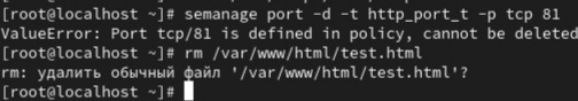 [root@localhost ~]# semanage port -d -t http_port_t -p tcp 81
ValueError: Port tcp/81 is defined in policy, cannot be deleted
[root@localhost ~]# rm /var/www/html/test.html
rm: удалить обычный файл '/var/www/html/test.html'?
[root@localhost ~]#